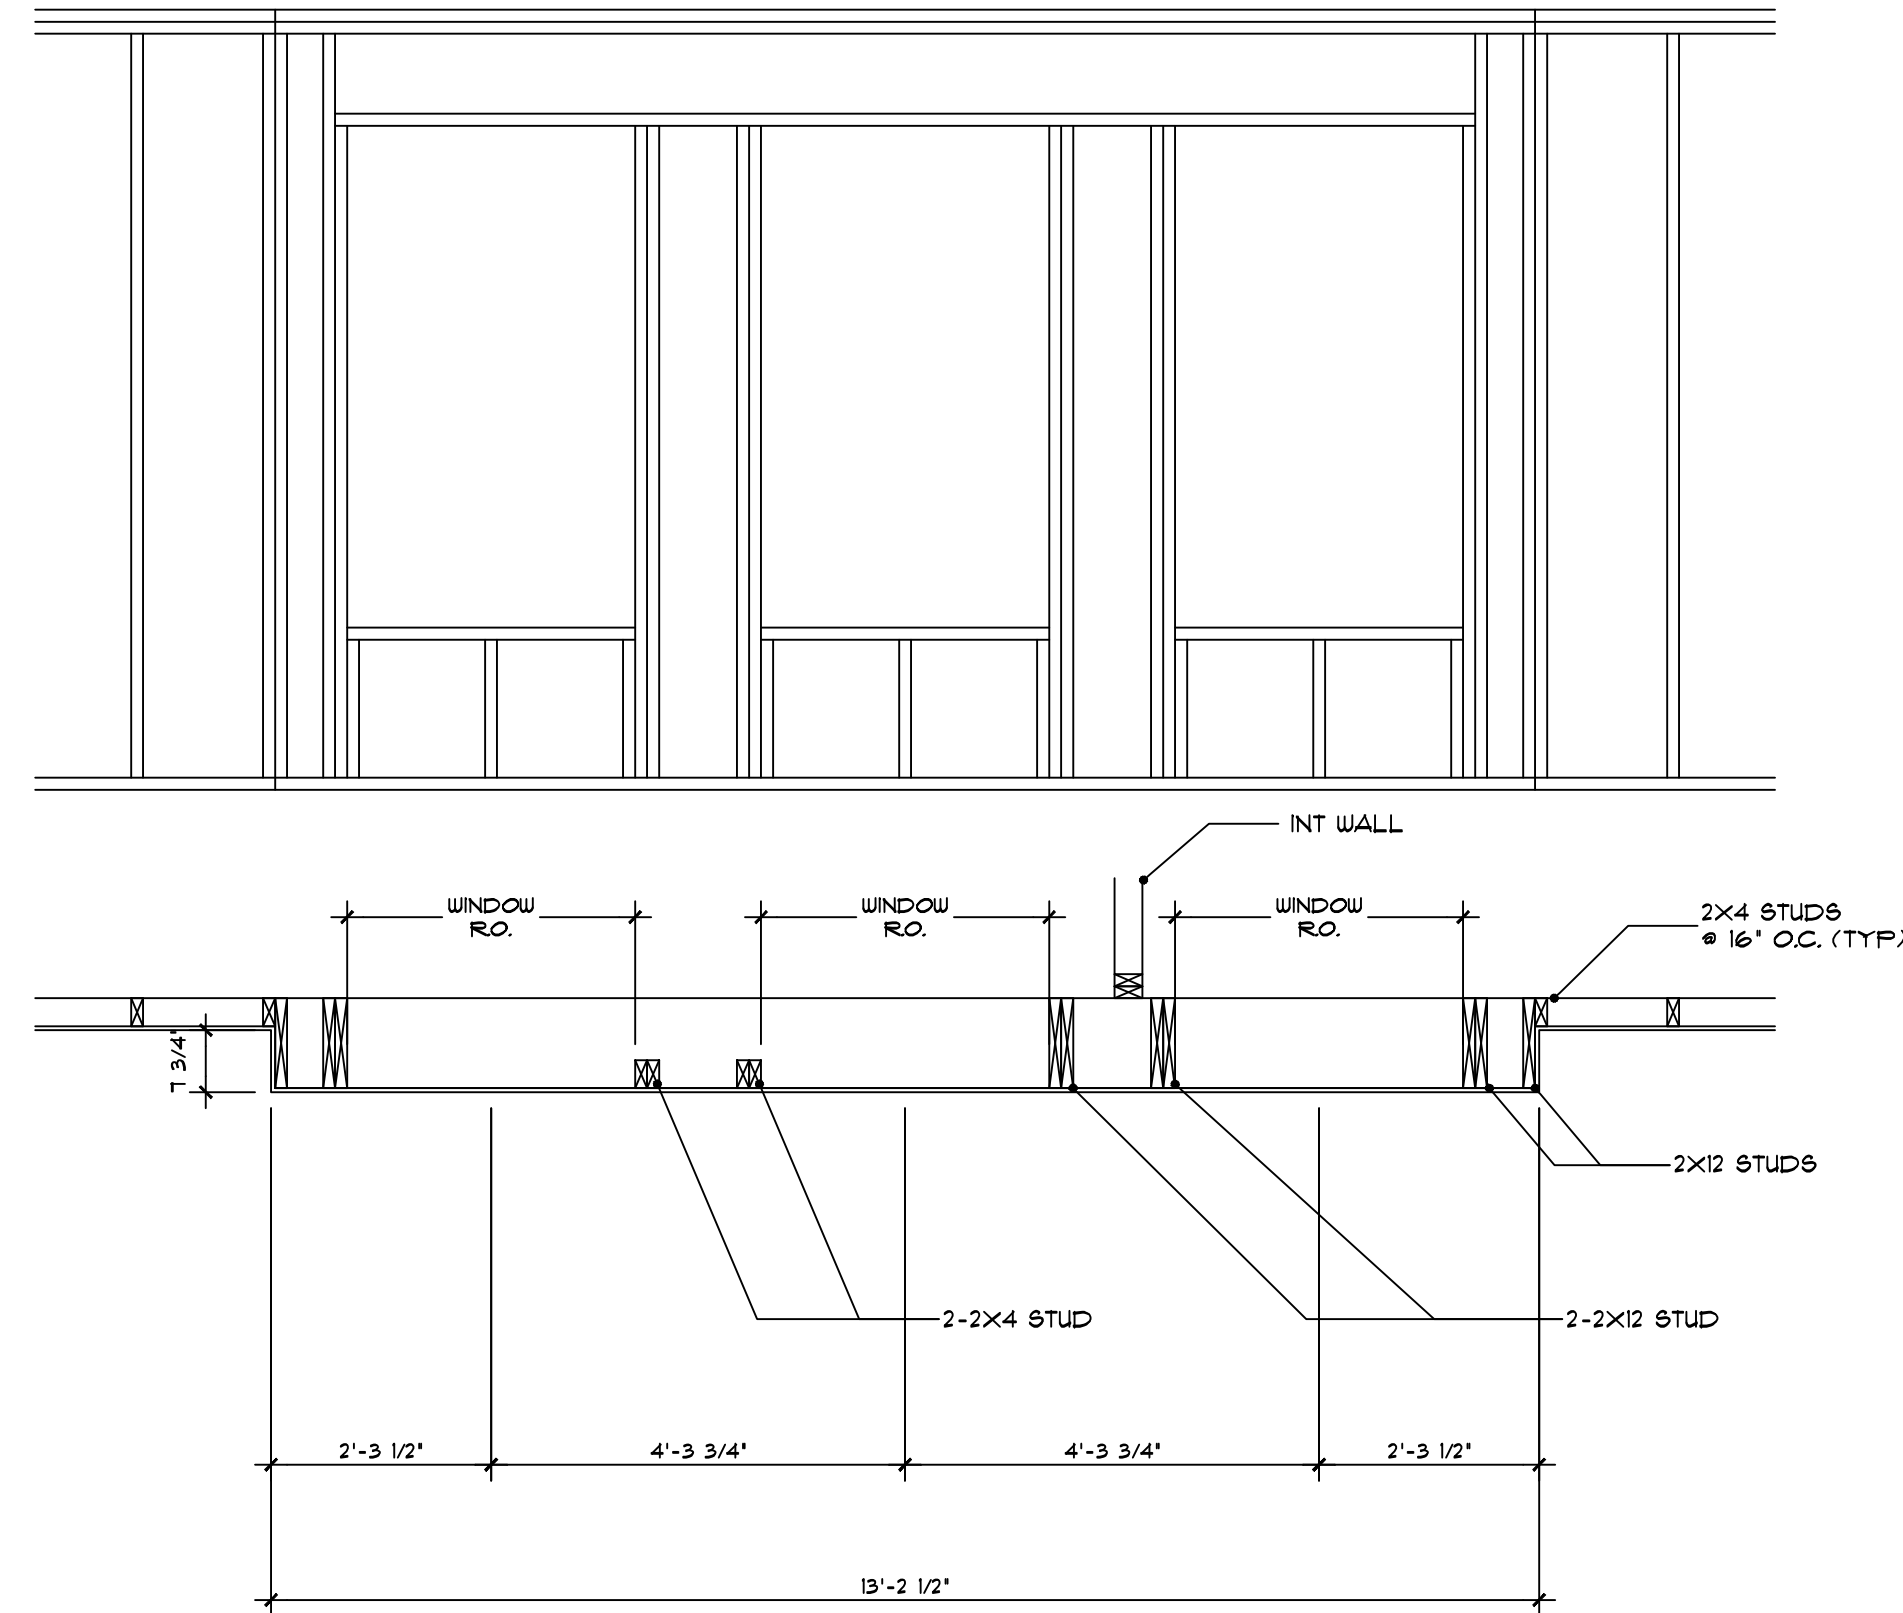 INT WALL
WINDOW
R.O.
WINDOW
R.O.
WINDOW
R.O.
2X4 STUDS
@ 16" O.C. (TYP)
7 3/4"
2X12 STUDS
2-2X4 STUD
2-2X12 STUD
2'-3 1/2"
4'-3 3/4"
4'-3 3/4"
2'-3 1/2"
13'-2 1/2"